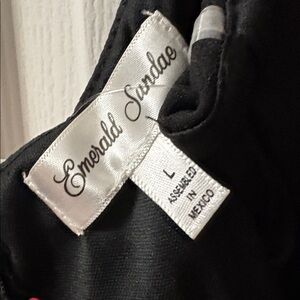 Emerald Sundae
L
ASSEMBLED
IN
MEXICO